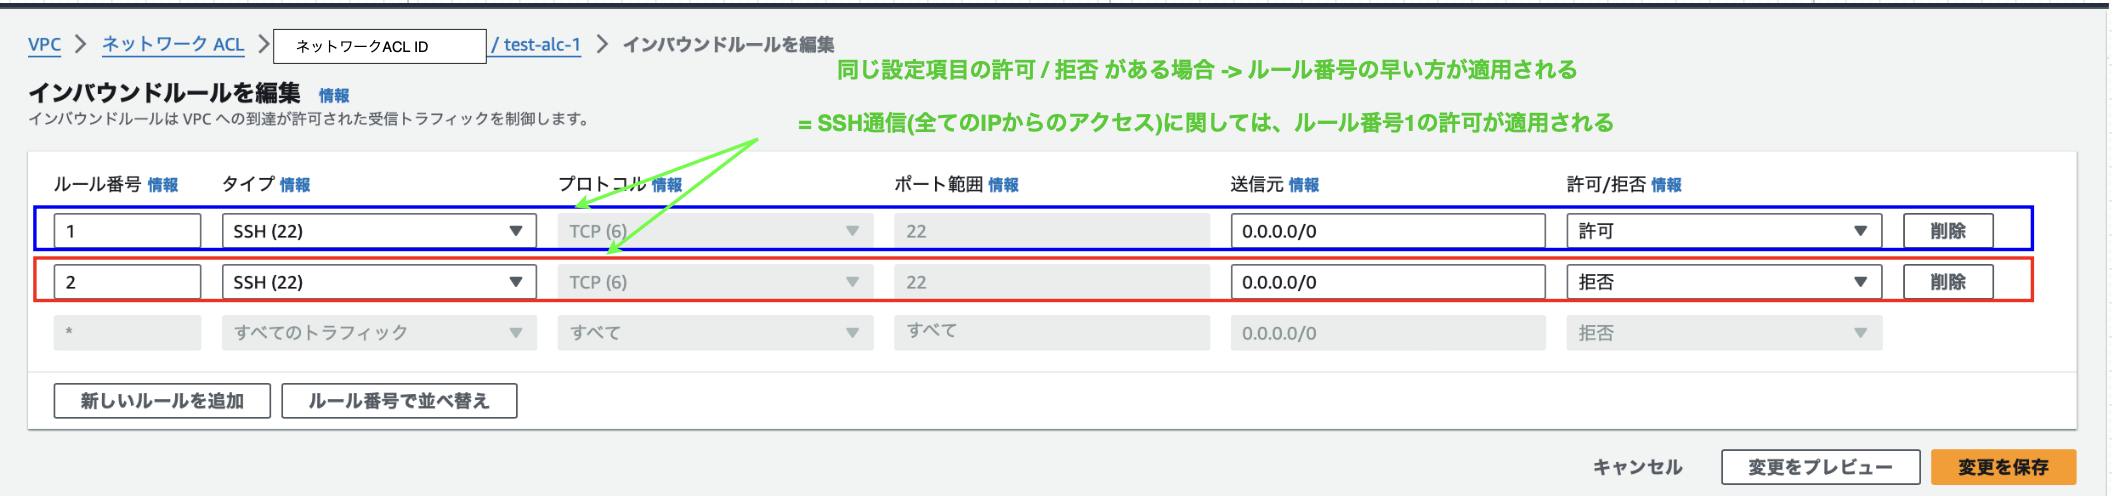 VPC > ネットワーク ACL > ネットワークACL ID / test-alc-1 > インバウンドルールを編集
同じ設定項目の許可 / 拒否 がある場合 -> ルール番号の早い方が適用される
インバウンドルールを編集 情報
インバウンドルールは VPC への到達が許可された受信トラフィックを制御します。
= SSH通信(全てのIPからのアクセス)に関しては、ルール番号1の許可が適用される
ルール番号 情報 タイプ 情報 プロトコル 情報 ポート範囲 情報 送信元 情報 許可/拒否 情報
1 SSH (22) TCP (6) 22 0.0.0.0/0 許可 削除
2 SSH (22) TCP (6) 22 0.0.0.0/0 拒否 削除
* すべてのトラフィック すべて すべて 0.0.0.0/0 拒否
新しいルールを追加 ルール番号で並べ替え
キャンセル 変更をプレビュー 変更を保存